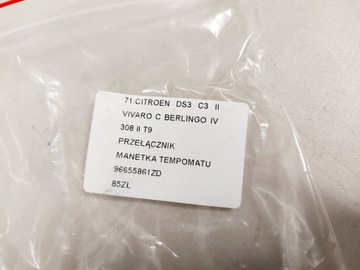 71.CITROEN DS3 C3 II
VIVARO C BERLINGO IV
308 II T9
PRZEŁĄCZNIK
MANETKA TEMPOMATU
96655861ZD
85ZŁ